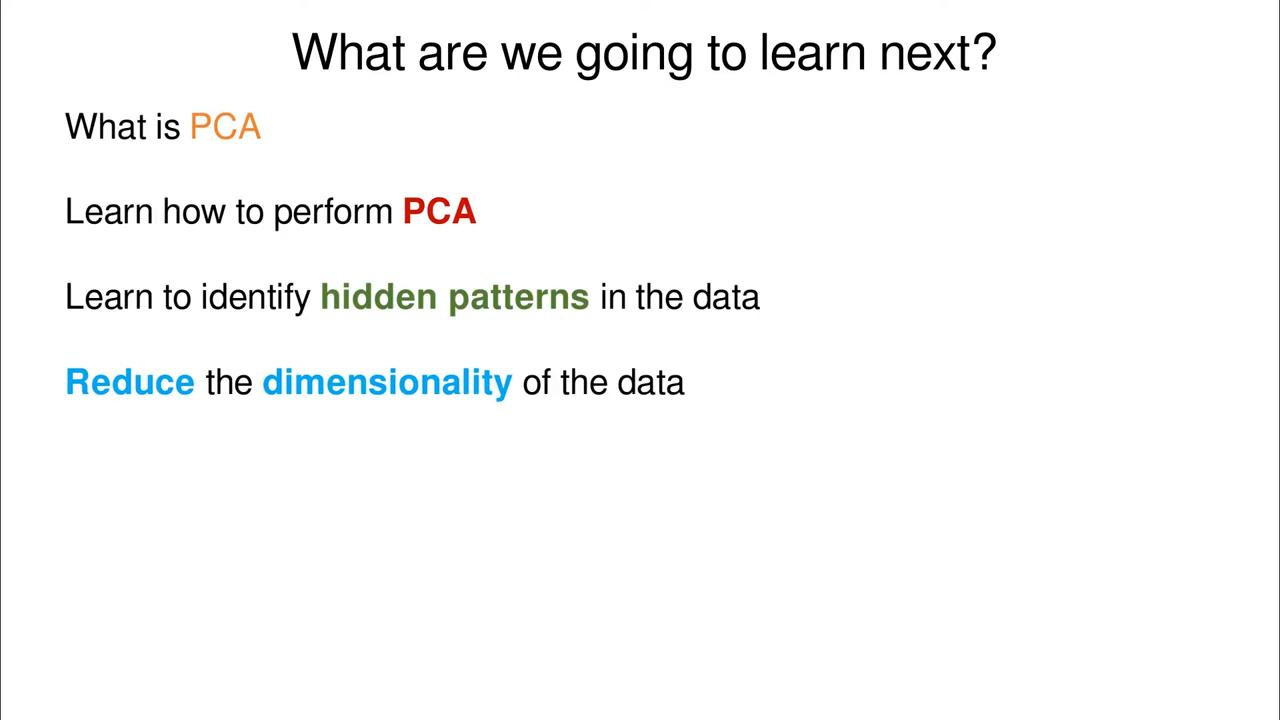 What are we going to learn next?
What is PCA
Learn how to perform PCA
Learn to identify hidden patterns in the data
Reduce the dimensionality of the data